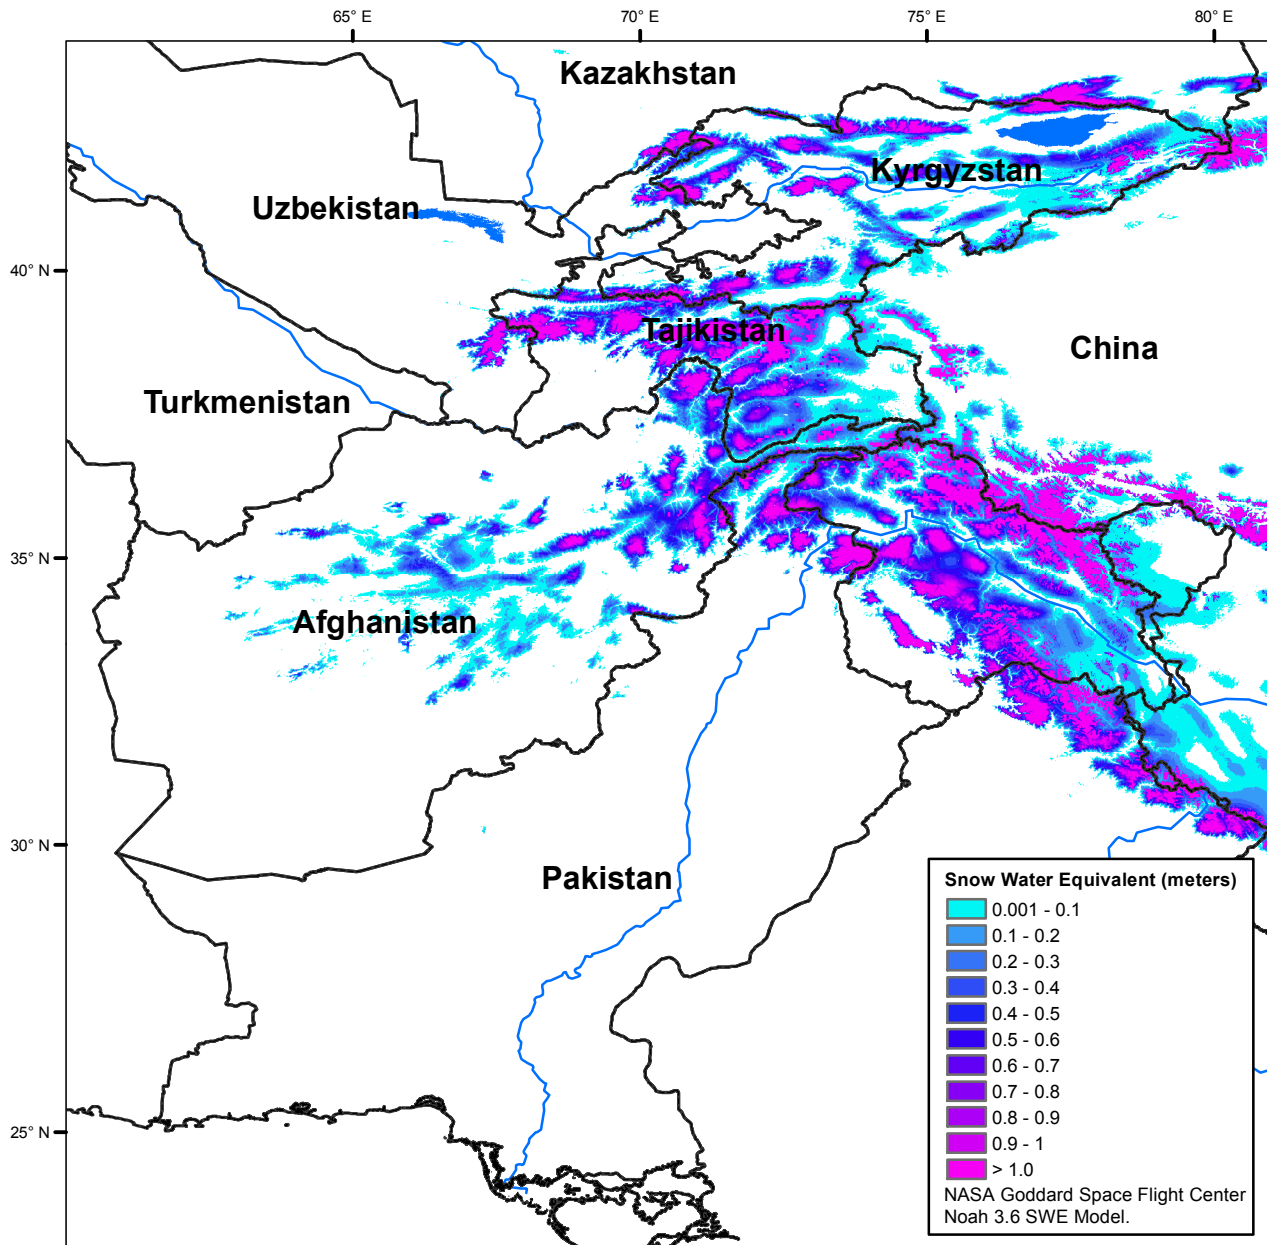 65° E
70° E
75° E
80° E
Kazakhstan
Kyrgyzstan
Uzbekistan
40° N
Tajikistan
China
Turkmenistan
35° N
Afghanistan
30° N
Pakistan
25° N
Snow Water Equivalent (meters)
0.001 - 0.1
0.1 - 0.2
0.2 - 0.3
0.3 - 0.4
0.4 - 0.5
0.5 - 0.6
0.6 - 0.7
0.7 - 0.8
0.8 - 0.9
0.9 - 1
> 1.0
NASA Goddard Space Flight Center
Noah 3.6 SWE Model.